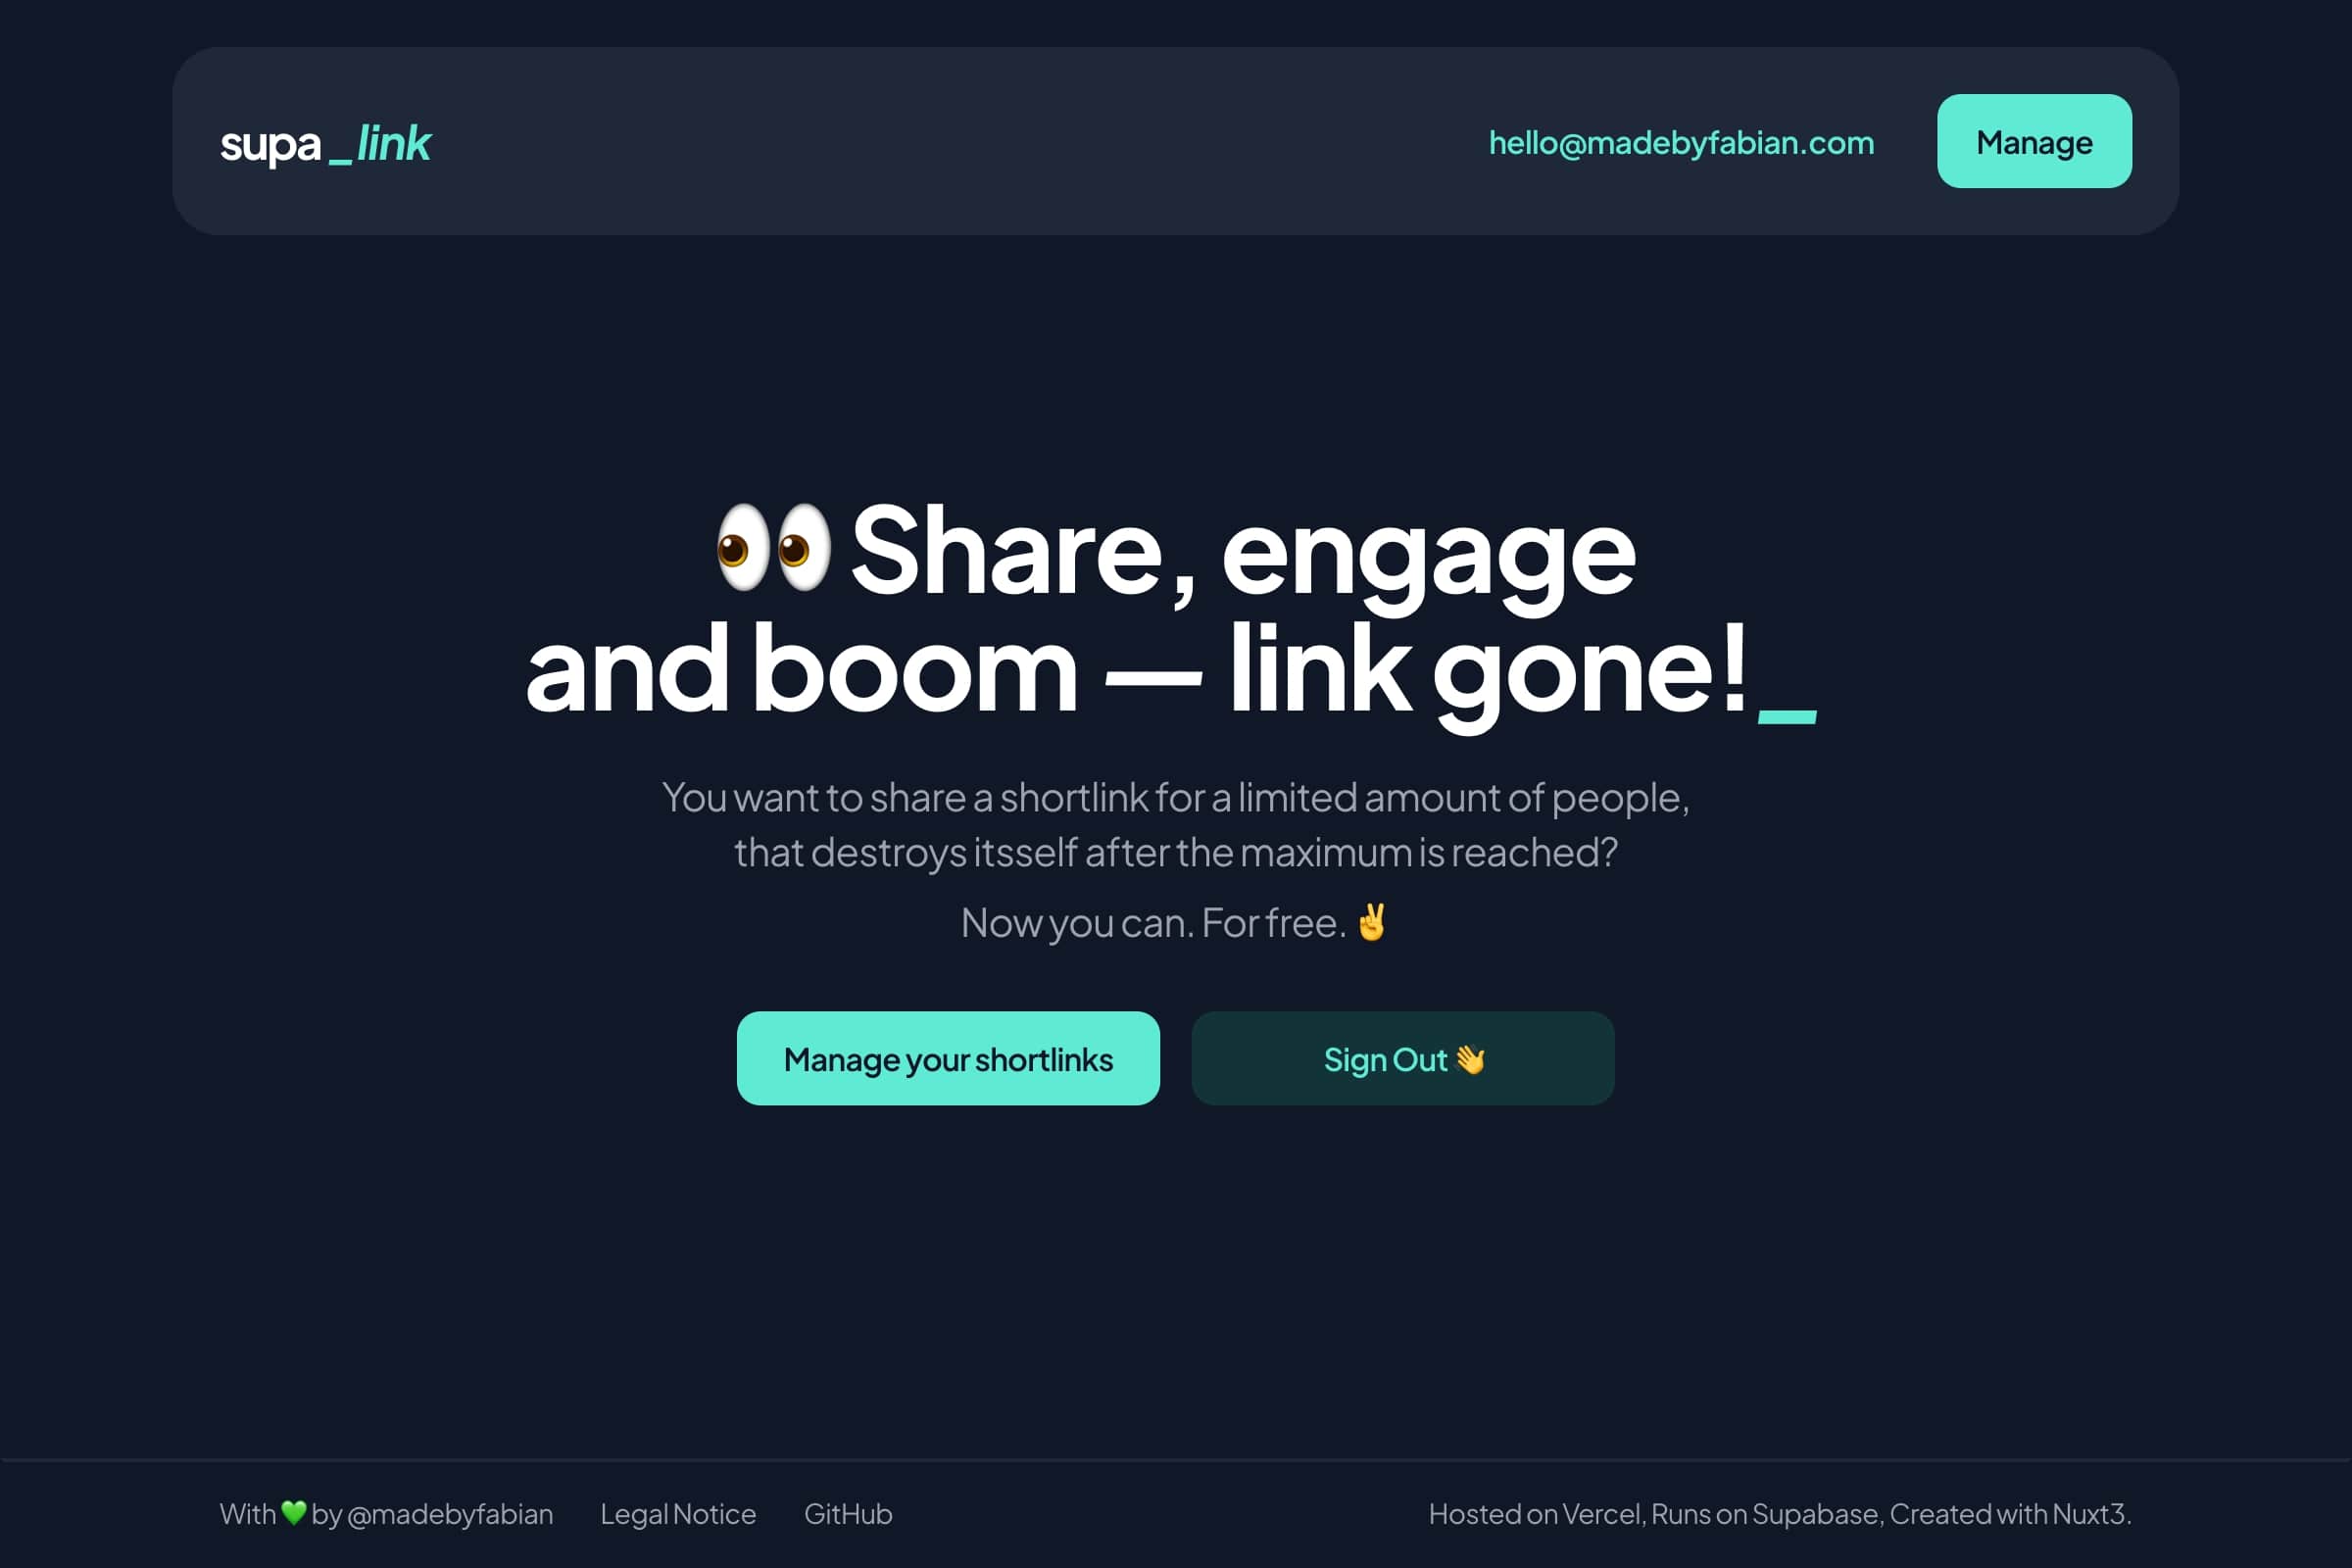 supa_link
hello@madebyfabian.com
Manage
👀 Share, engage
and boom — link gone!_
You want to share a shortlink for a limited amount of people,
that destroys itsself after the maximum is reached?
Now you can. For free. ✌️
Manage your shortlinks
Sign Out 👋
With 💚 by @madebyfabian
Legal Notice
GitHub
Hosted on Vercel, Runs on Supabase, Created with Nuxt3.